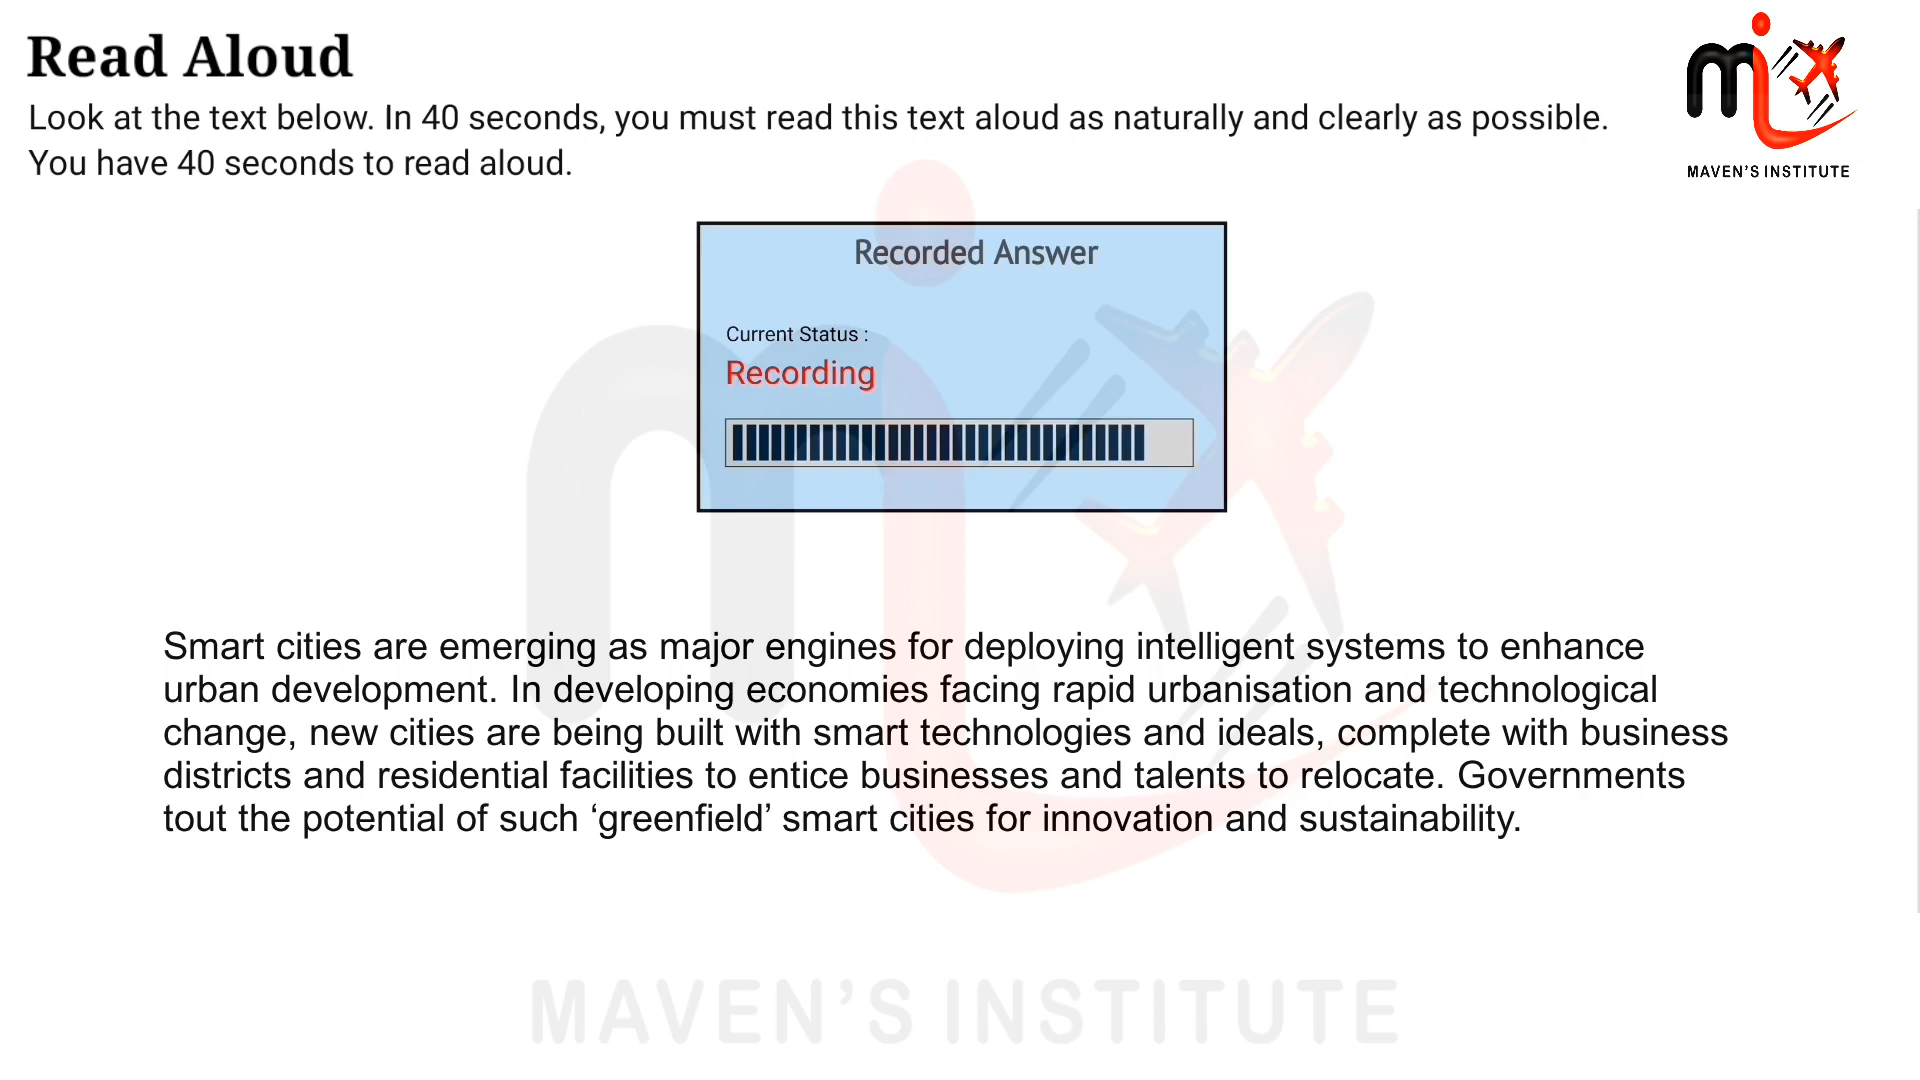 Read Aloud
Look at the text below. In 40 seconds, you must read this text aloud as naturally and clearly as possible.
You have 40 seconds to read aloud.
mi
MAVEN'S INSTITUTE
Recorded Answer
Current Status :
Recording
Smart cities are emerging as major engines for deploying intelligent systems to enhance
urban development. In developing economies facing rapid urbanisation and technological
change, new cities are being built with smart technologies and ideals, complete with business
districts and residential facilities to entice businesses and talents to relocate. Governments
tout the potential of such ‘greenfield’ smart cities for innovation and sustainability.
MAVEN'S INSTITUTE